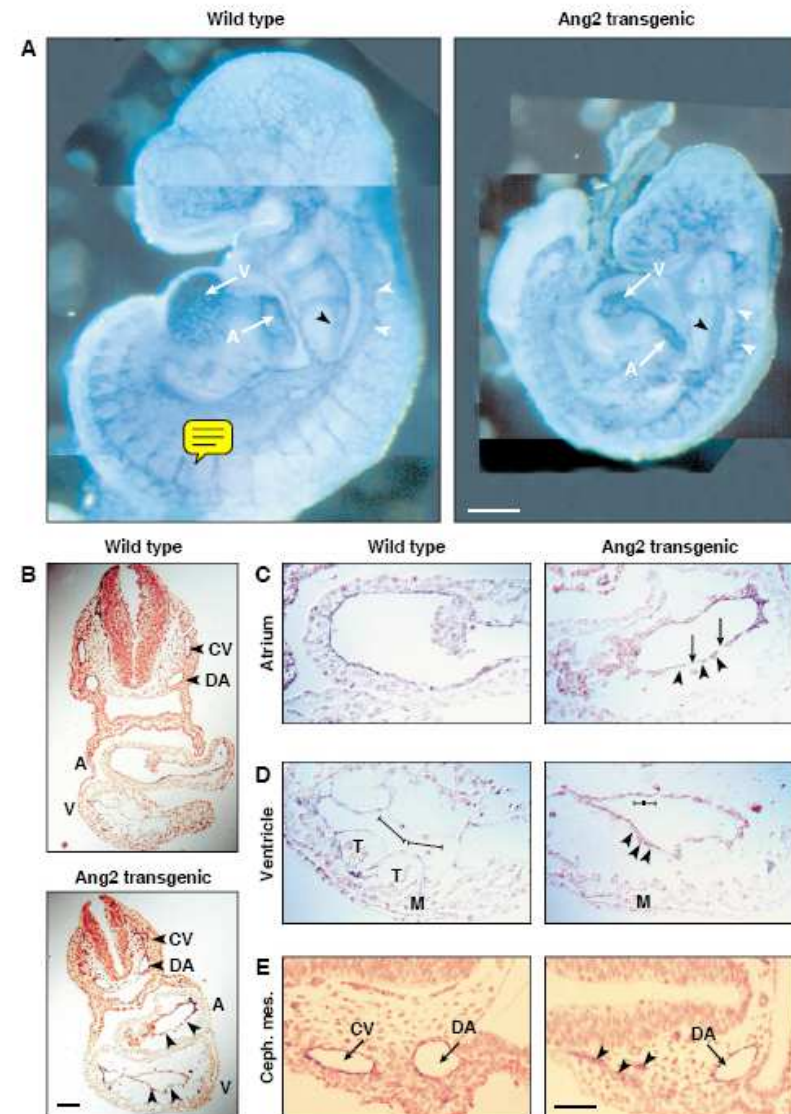 Wild type Ang2 transgenic
A
V
A
V
A
Wild type Wild type Ang2 transgenic
B
CV
DA
A
V
C
Atrium
D
Ventricle
T
T
M
M
Ang2 transgenic
CV
DA
A
V
E
Ceph. mes.
CV
DA
DA